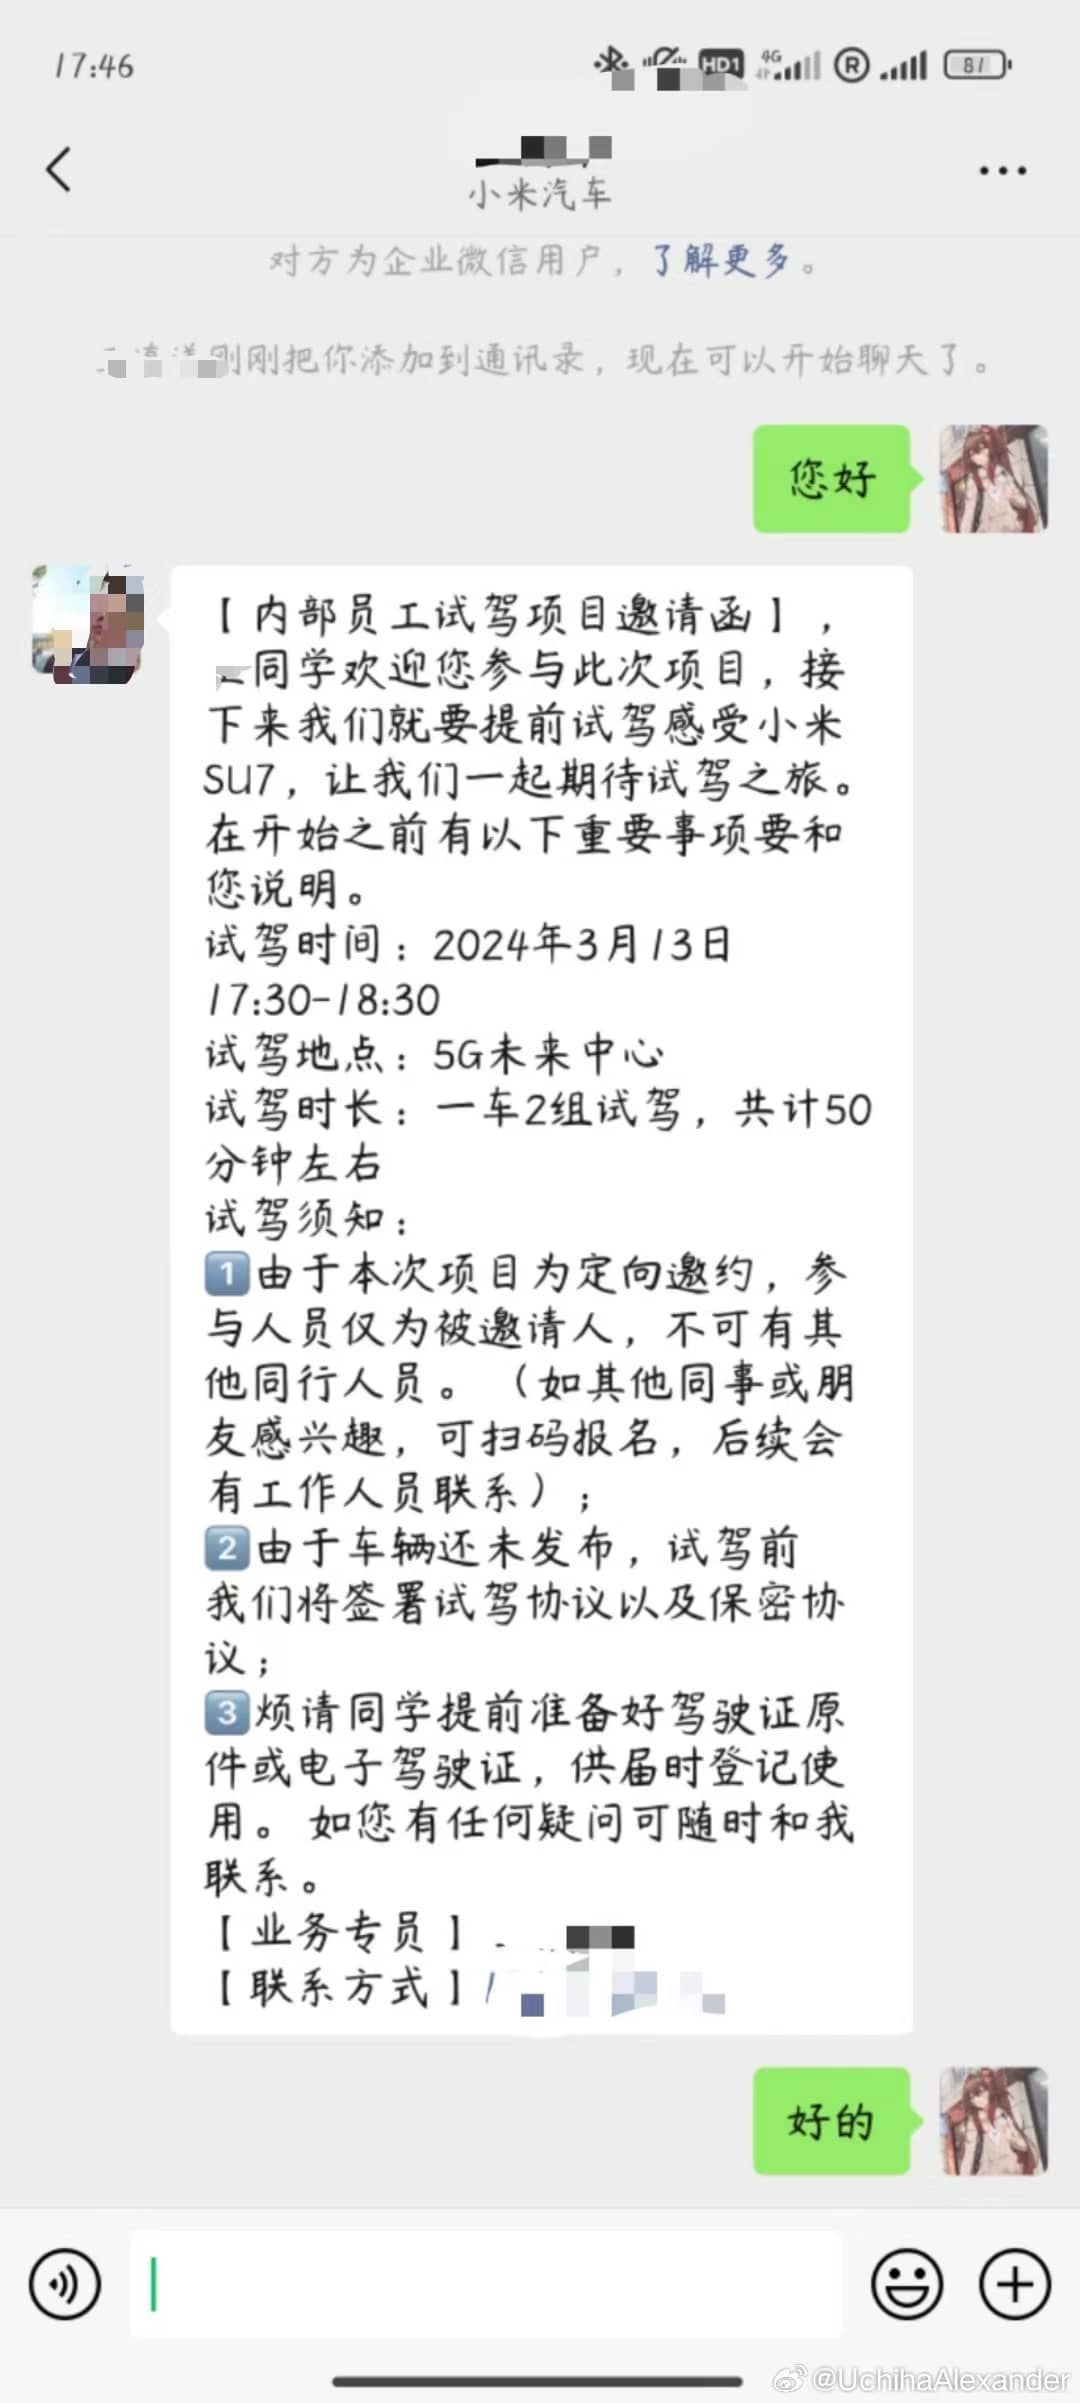 17:46
HD1
4G
R
81
小米汽车
对方为企业微信用户，了解更多。
刚刚把你添加到通讯录，现在可以开始聊天了。
您好
【内部员工试驾项目邀请函】，
同学欢迎您参与此次项目，接
下来我们就要提前试驾感受小米
SU7，让我们一起期待试驾之旅。
在开始之前有以下重要事项要和
您说明。
试驾时间：2024年3月13日
17:30-18:30
试驾地点：5G未来中心
试驾时长：一车2组试驾，共计50
分钟左右
试驾须知：
1️⃣由于本次项目为定向邀约，参
与人员仅为被邀请人，不可有其
他同行人员。（如其他同事或朋
友感兴趣，可扫码报名，后续会
有工作人员联系）；
2️⃣由于车辆还未发布，试驾前
我们将签署试驾协议以及保密协
议；
3️⃣烦请同学提前准备好驾驶证原
件或电子驾驶证，供届时登记使
用。如您有任何疑问可随时和我
联系。
【业务专员】
【联系方式】
好的
@UchihaAlexander